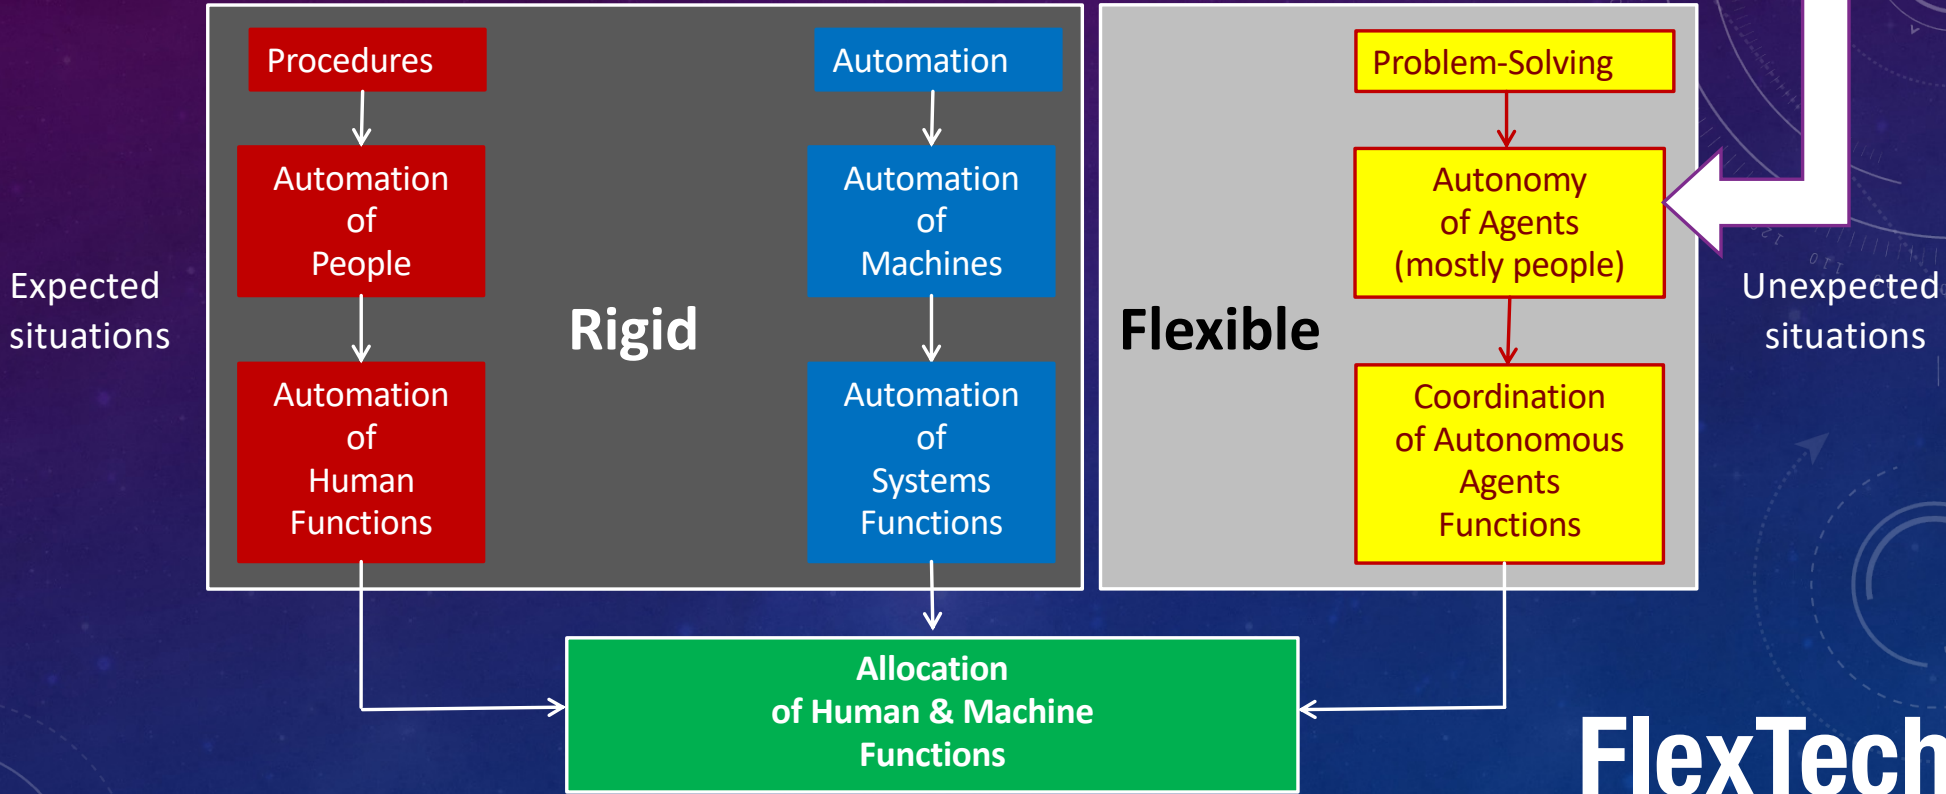 Procedures
Automation
Problem-Solving
Automation
of
People
Automation
of
Machines
Autonomy
of Agents
(mostly people)
Expected
situations
Rigid
Flexible
Unexpected
situations
Automation
of
Human
Functions
Automation
of
Systems
Functions
Coordination
of Autonomous
Agents
Functions
Allocation
of Human & Machine
Functions
FlexTech